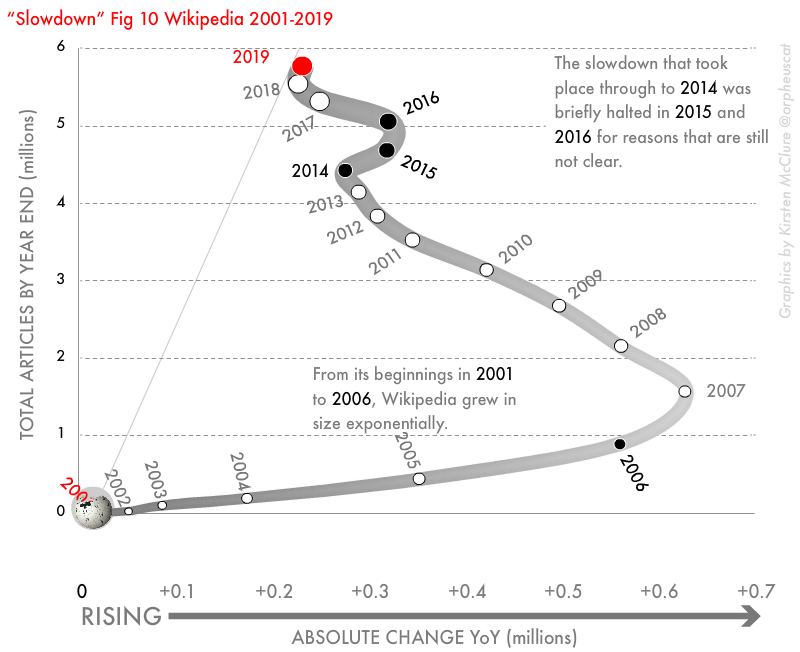 “Slowdown” Fig 10 Wikipedia 2001-2019
6
5
4
3
2
1
0
TOTAL ARTICLES BY YEAR END (millions)
2019
2018
2017
2016
2015
2014
2013
2012
2011
2010
2009
2008
2007
2006
2005
2004
2003
2002
The slowdown that took
place through to 2014 was
briefly halted in 2015 and
2016 for reasons that are still
not clear.
From its beginnings in 2001
to 2006, Wikipedia grew in
size exponentially.
Graphics by Kirsten McClure @orpheuscat
0 +0.1 +0.2 +0.3 +0.4 +0.5 +0.6 +0.7
RISING
ABSOLUTE CHANGE YoY (millions)